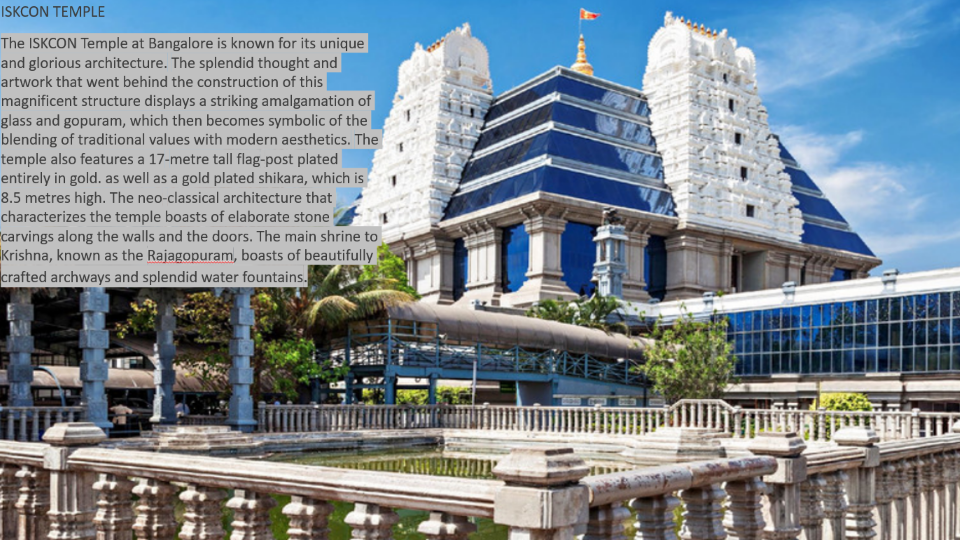 ISKCON TEMPLE
The ISKCON Temple at Bangalore is known for its unique
and glorious architecture. The splendid thought and
artwork that went behind the construction of this
magnificent structure displays a striking amalgamation of
glass and gopuram, which then becomes symbolic of the
blending of traditional values with modern aesthetics. The
temple also features a 17-metre tall flag-post plated
entirely in gold. as well as a gold plated shikara, which is
8.5 metres high. The neo-classical architecture that
characterizes the temple boasts of elaborate stone
carvings along the walls and the doors. The main shrine to
Krishna, known as the Rajagopuram, boasts of beautifully
crafted archways and splendid water fountains.